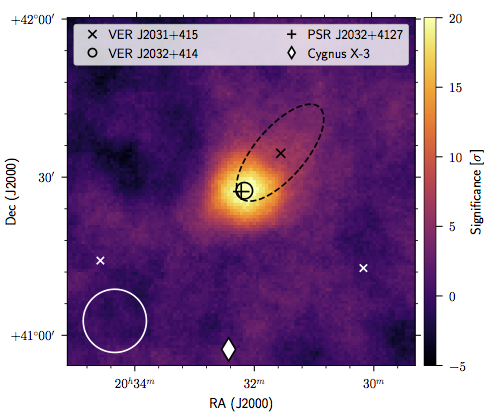 +42°00'
VER J2031+415 PSR J2032+4127
VER J2032+414 Cygnus X-3
20
15
10
5
0
−5
Significance [σ]
30'
+41°00'
Dec (J2000)
20ʰ34ᵐ 32ᵐ 30ᵐ
RA (J2000)